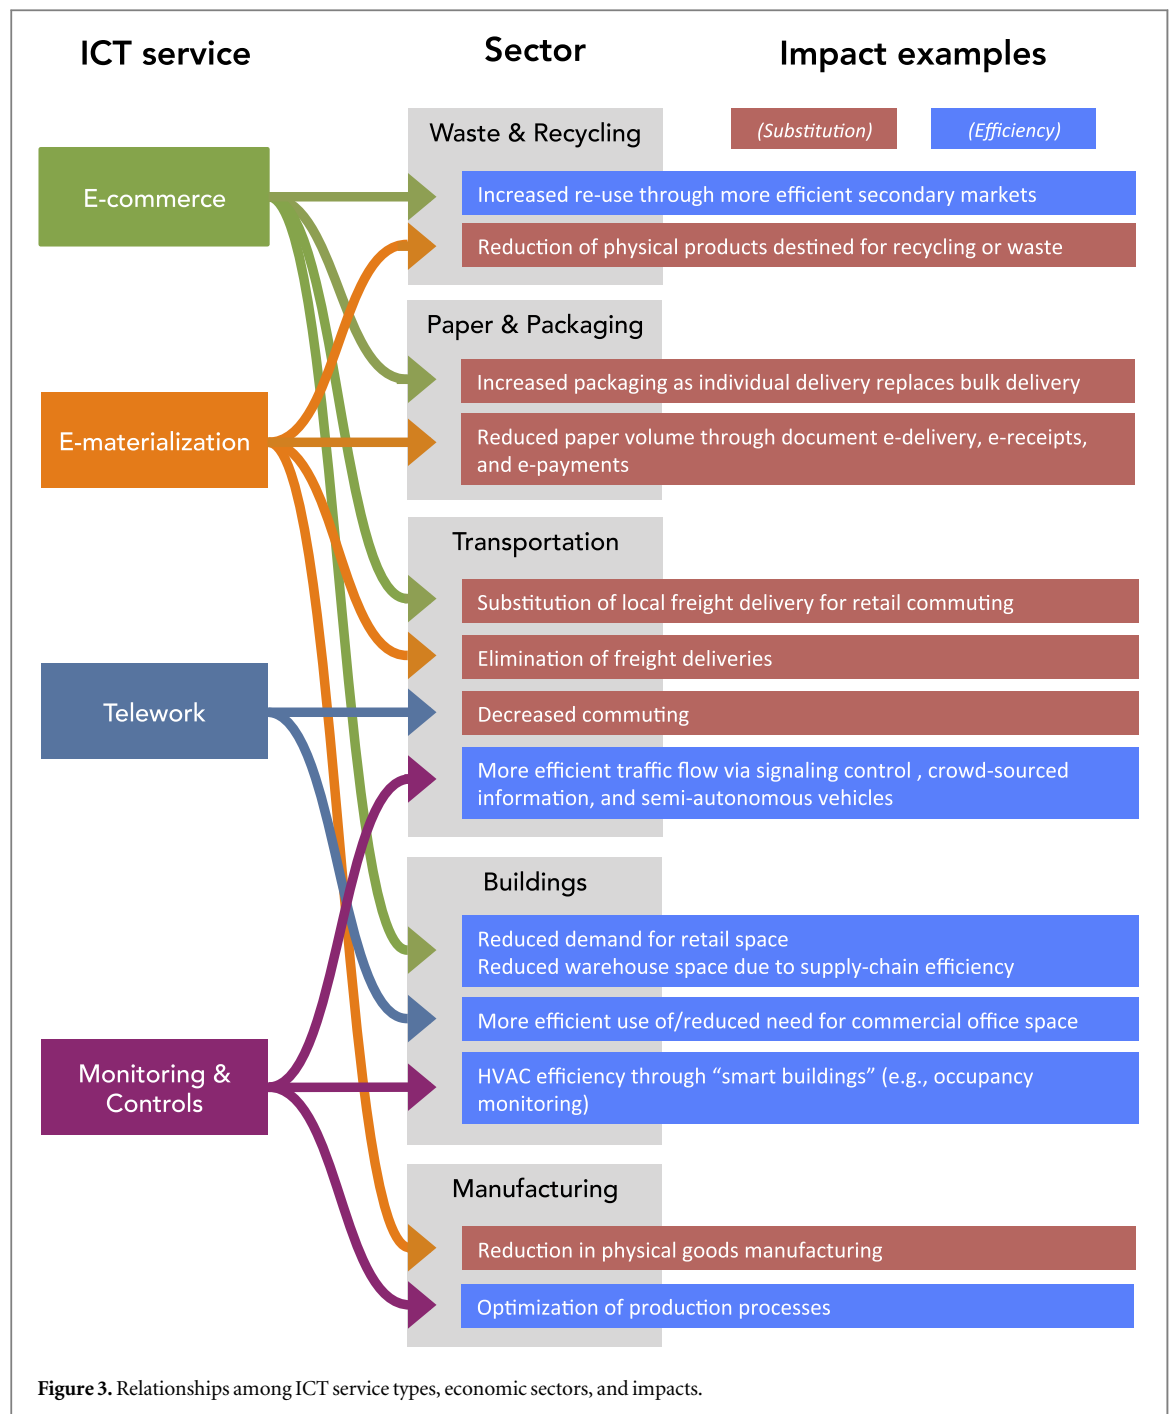 ICT service
Sector
Impact examples
(Substitution)
(Efficiency)
E-commerce
E-materialization
Telework
Monitoring &
Controls
Waste & Recycling
Increased re-use through more efficient secondary markets
Reduction of physical products destined for recycling or waste
Paper & Packaging
Increased packaging as individual delivery replaces bulk delivery
Reduced paper volume through document e-delivery, e-receipts,
and e-payments
Transportation
Substitution of local freight delivery for retail commuting
Elimination of freight deliveries
Decreased commuting
More efficient traffic flow via signaling control , crowd-sourced
information, and semi-autonomous vehicles
Buildings
Reduced demand for retail space
Reduced warehouse space due to supply-chain efficiency
More efficient use of/reduced need for commercial office space
HVAC efficiency through “smart buildings” (e.g., occupancy
monitoring)
Manufacturing
Reduction in physical goods manufacturing
Optimization of production processes
Figure 3. Relationships among ICT service types, economic sectors, and impacts.